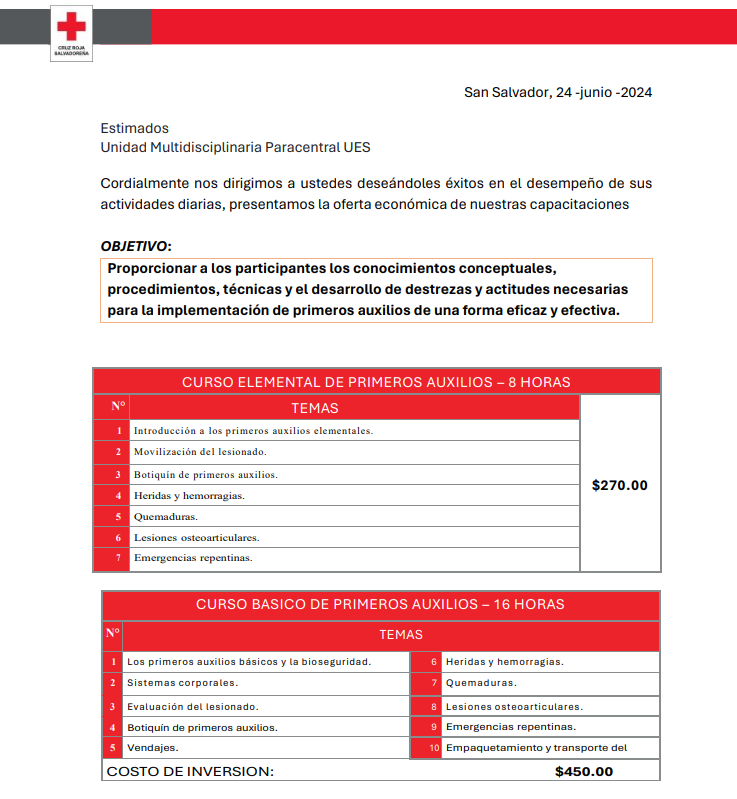 CRUZ ROJA
SALVADOREÑA
San Salvador, 24 -junio -2024
Estimados
Unidad Multidisciplinaria Paracentral UES
Cordialmente nos dirigimos a ustedes deseándoles éxitos en el desempeño de sus
actividades diarias, presentamos la oferta económica de nuestras capacitaciones
OBJETIVO:
Proporcionar a los participantes los conocimientos conceptuales,
procedimientos, técnicas y el desarrollo de destrezas y actitudes necesarias
para la implementación de primeros auxilios de una forma eficaz y efectiva.
CURSO ELEMENTAL DE PRIMEROS AUXILIOS – 8 HORAS
N° TEMAS
1 Introducción a los primeros auxilios elementales.
2 Movilización del lesionado.
3 Botiquín de primeros auxilios.
4 Heridas y hemorragias.
5 Quemaduras.
6 Lesiones osteoarticulares.
7 Emergencias repentinas.
$270.00
CURSO BASICO DE PRIMEROS AUXILIOS – 16 HORAS
N° TEMAS
1 Los primeros auxilios básicos y la bioseguridad. 6 Heridas y hemorragias.
2 Sistemas corporales. 7 Quemaduras.
3 Evaluación del lesionado. 8 Lesiones osteoarticulares.
4 Botiquín de primeros auxilios. 9 Emergencias repentinas.
5 Vendajes. 10 Empaquetamiento y transporte del
COSTO DE INVERSION: $450.00